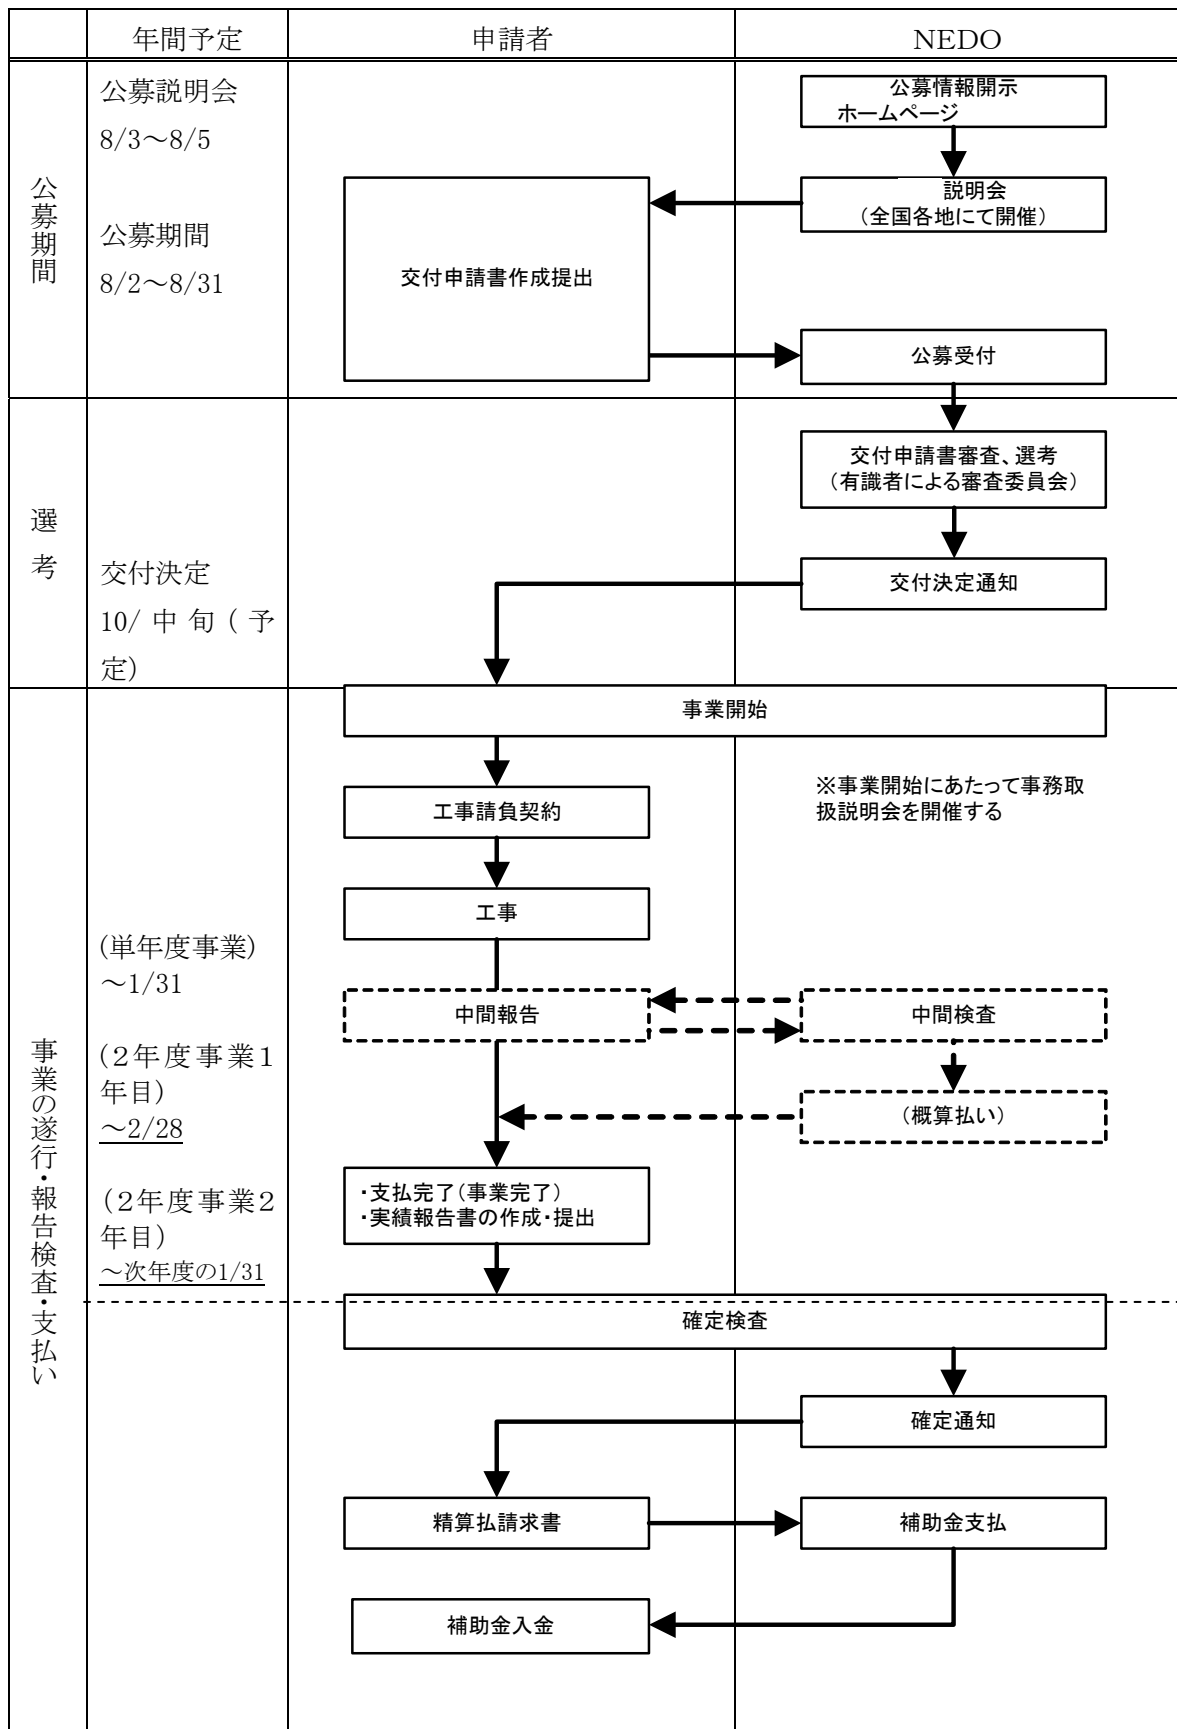 年間予定
申請者
NEDO
公募期間
公募説明会
8/3～8/5
公募期間
8/2～8/31
公募情報開示
ホームページ
説明会
（全国各地にて開催）
交付申請書作成提出
公募受付
選考
交付決定
10/中旬(予
定)
交付申請書審査、選考
（有識者による審査委員会）
交付決定通知
事業の遂行・報告検査・支払い
事業開始
※事業開始にあたって事務取
扱説明会を開催する
工事請負契約
工事
(単年度事業)
～1/31
(2年度事業1
年目)
～2/28
(2年度事業2
年目)
～次年度の1/31
中間報告
中間検査
（概算払い）
・支払完了（事業完了）
・実績報告書の作成・提出
確定検査
確定通知
精算払請求書
補助金支払
補助金入金